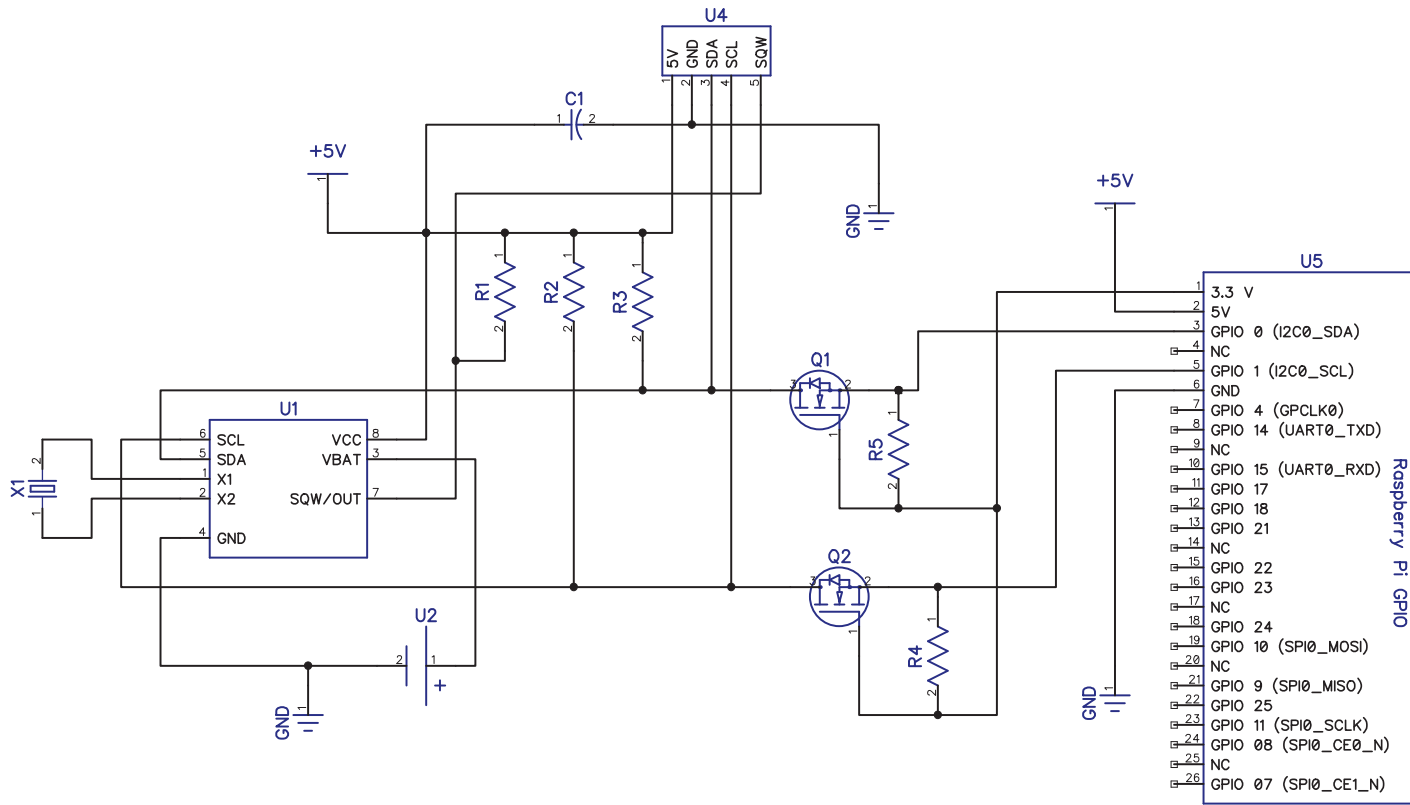 U4
5V
GND
SDA
SCL
SQW
1
2
3
4
5
C1
1 2
+5V
1
GND
1
+5V
1
R1
1
2
R2
1
2
R3
1
2
Q1
3 2
1
R5
1
2
Q2
3 2
1
R4
1
2
X1
2
1
U1
6 SCL
5 SDA
1 X1
2 X2
4 GND
VCC 8
VBAT 3
SQW/OUT 7
U2
2 1
+
GND
1
GND
1
U5
1 3.3 V
2 5V
3 GPIO 0 (I2C0_SDA)
4 NC
5 GPIO 1 (I2C0_SCL)
6 GND
7 GPIO 4 (GPCLK0)
8 GPIO 14 (UART0_TXD)
9 NC
10 GPIO 15 (UART0_RXD)
11 GPIO 17
12 GPIO 18
13 GPIO 21
14 NC
15 GPIO 22
16 GPIO 23
17 NC
18 GPIO 24
19 GPIO 10 (SPI0_MOSI)
20 NC
21 GPIO 9 (SPI0_MISO)
22 GPIO 25
23 GPIO 11 (SPI0_SCLK)
24 GPIO 08 (SPI0_CE0_N)
25 NC
26 GPIO 07 (SPI0_CE1_N)
Raspberry Pi GPIO